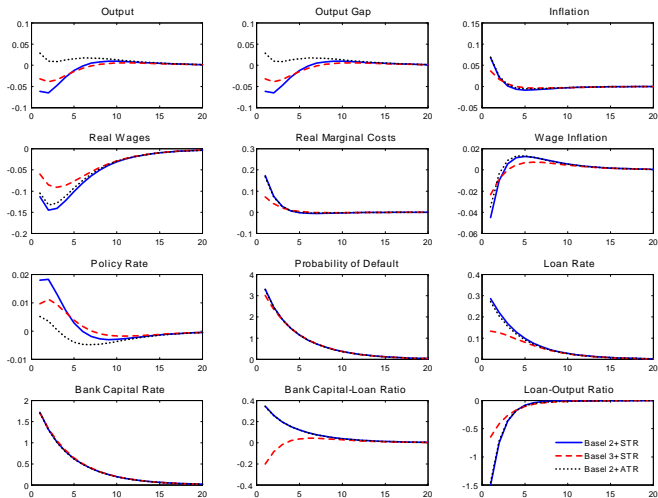 Output
Output Gap
Inflation
0.1
0.05
0
-0.05
-0.1
0 5 10 15 20
0.1
0.05
0
-0.05
-0.1
0 5 10 15 20
0.15
0.1
0.05
0
-0.05
0 5 10 15 20
Real Wages
Real Marginal Costs
Wage Inflation
0
-0.05
-0.1
-0.15
-0.2
0 5 10 15 20
0.3
0.2
0.1
0
-0.1
0 5 10 15 20
0.02
0
-0.02
-0.04
-0.06
0 5 10 15 20
Policy Rate
Probability of Default
Loan Rate
0.02
0.01
0
-0.01
0 5 10 15 20
4
3
2
1
0
0 5 10 15 20
0.4
0.3
0.2
0.1
0
0 5 10 15 20
Bank Capital Rate
Bank Capital-Loan Ratio
Loan-Output Ratio
2
1.5
1
0.5
0
0 5 10 15 20
0.4
0.2
0
-0.2
-0.4
0 5 10 15 20
0
-0.5
-1
-1.5
0 5 10 15 20
Basel 2+STR
Basel 3+STR
Basel 2+ATR